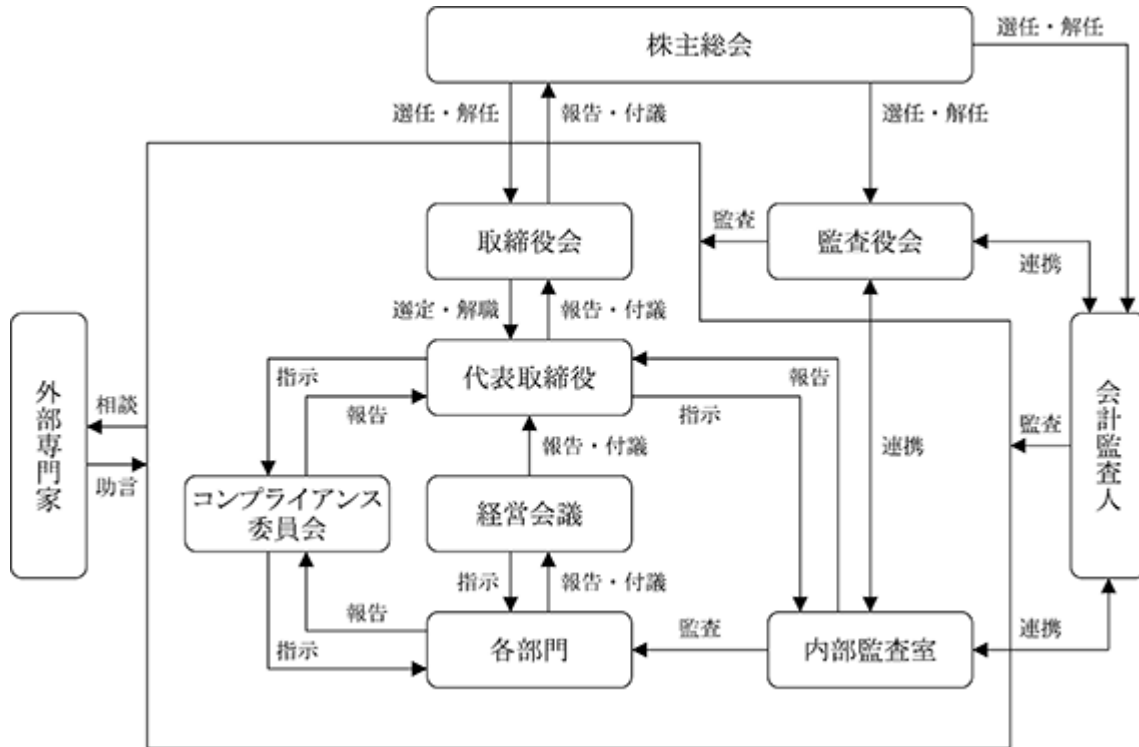 株主総会
選任・解任
選任・解任
報告・付議
選任・解任
取締役会
監査
監査役会
連携
選定・解職
報告・付議
外部専門家
相談
助言
指示
報告
代表取締役
報告
指示
会計監査人
監査
報告・付議
連携
コンプライアンス
委員会
経営会議
指示
報告・付議
報告
指示
各部門
監査
内部監査室
連携